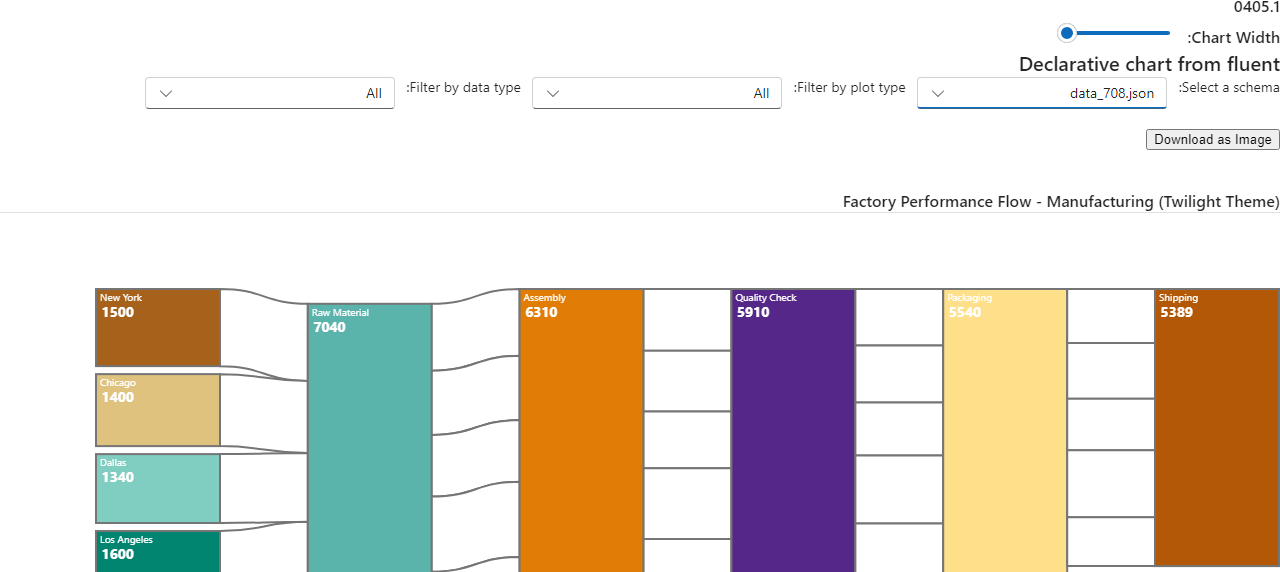 0405.1
:Chart Width
Declarative chart from fluent
:Select a schema
data_708.json
:Filter by plot type
All
:Filter by data type
All
Download as Image
Factory Performance Flow - Manufacturing (Twilight Theme)
New York
1500
Chicago
1400
Dallas
1340
Los Angeles
1600
Raw Material
7040
Assembly
6310
Quality Check
5910
Packaging
5540
Shipping
5389